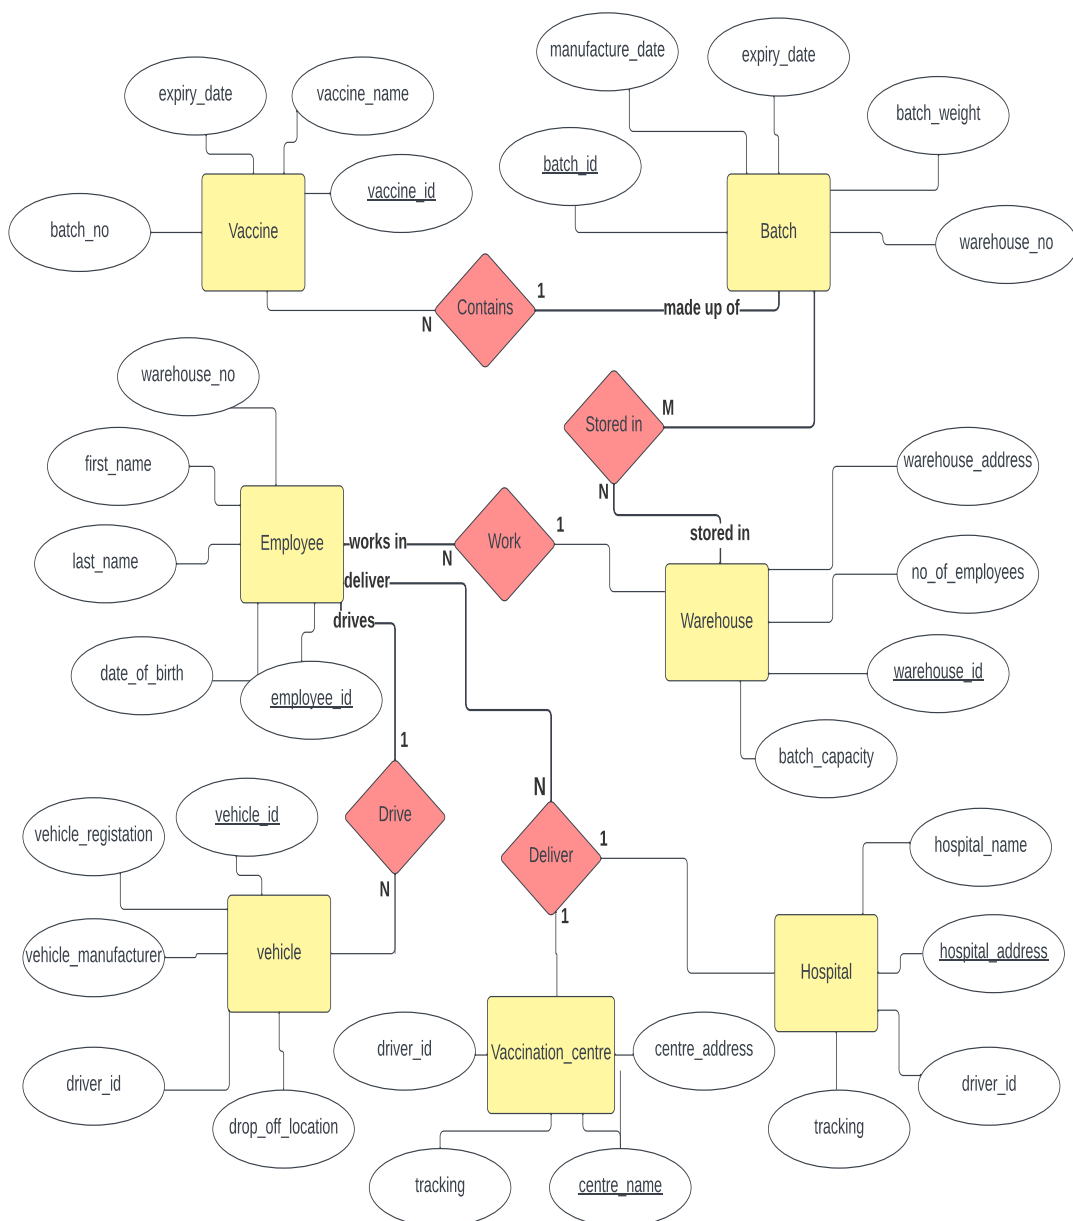 manufacture_date
expiry_date
expiry_date
vaccine_name
batch_weight
batch_id
vaccine_id
batch_no
Vaccine
Batch
warehouse_no
Contains
1
made up of
N
warehouse_no
M
Stored in
first_name
warehouse_address
N
Employee
works in
Work
1
stored in
N
last_name
no_of_employees
deliver
drives
Warehouse
date_of_birth
employee_id
warehouse_id
1
batch_capacity
N
vehicle_id
Drive
vehicle_registation
1
hospital_name
Deliver
N
1
vehicle_manufacturer
vehicle
hospital_address
Hospital
driver_id
Vaccination_centre
centre_address
driver_id
driver_id
drop_off_location
tracking
tracking
centre_name